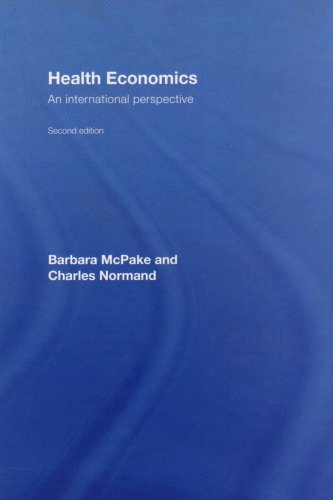 Health Economics
An international perspective
Second edition
Barbara McPake and
Charles Normand